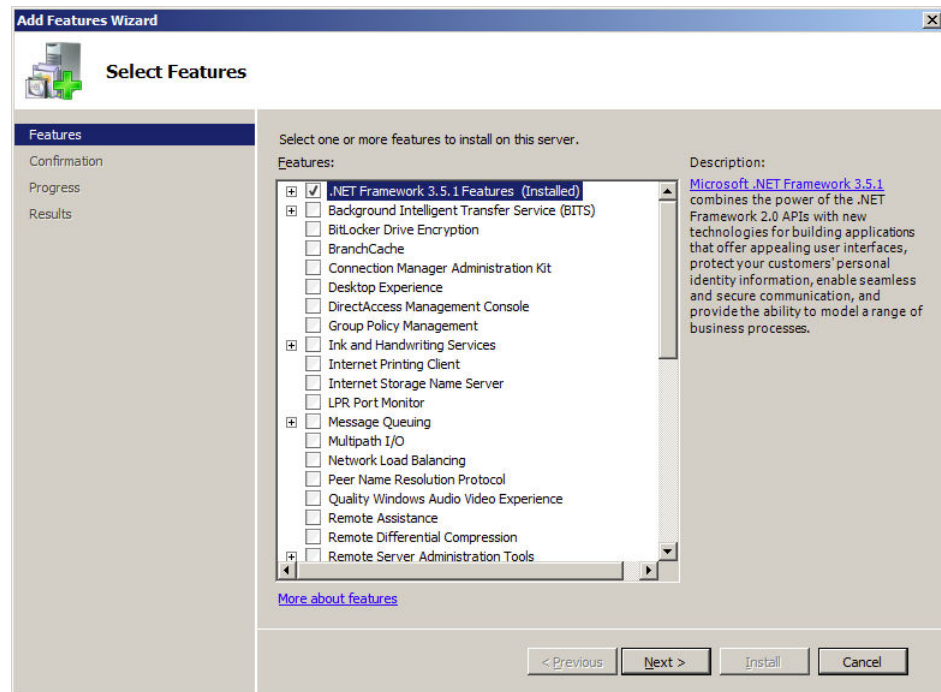 Add Features Wizard
Select Features
Features
Confirmation
Progress
Results
Select one or more features to install on this server.
Features:
.NET Framework 3.5.1 Features (Installed)
Background Intelligent Transfer Service (BITS)
BitLocker Drive Encryption
BranchCache
Connection Manager Administration Kit
Desktop Experience
DirectAccess Management Console
Group Policy Management
Ink and Handwriting Services
Internet Printing Client
Internet Storage Name Server
LPR Port Monitor
Message Queuing
Multipath I/O
Network Load Balancing
Peer Name Resolution Protocol
Quality Windows Audio Video Experience
Remote Assistance
Remote Differential Compression
Remote Server Administration Tools
More about features
Description:
Microsoft .NET Framework 3.5.1
combines the power of the .NET
Framework 2.0 APIs with new
technologies for building applications
that offer appealing user interfaces,
protect your customers' personal
identity information, enable seamless
and secure communication, and
provide the ability to model a range of
business processes.
< Previous
Next >
Install
Cancel